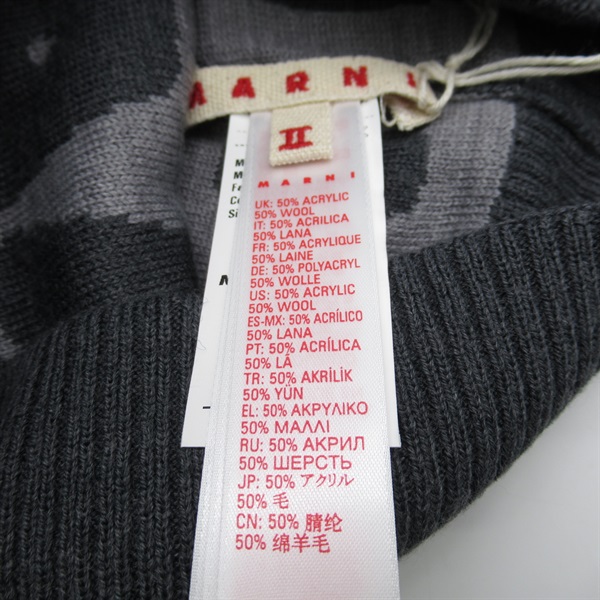 MARNI
II
MARNI
UK: 50% ACRYLIC
50% WOOL
IT: 50% ACRILICA
50% LANA
FR: 50% ACRYLIQUE
50% LAINE
DE: 50% POLYACRYL
50% WOLLE
US: 50% ACRYLIC
50% WOOL
ES-MX: 50% ACRÍLICO
50% LANA
PT: 50% ACRÍLICA
50% LÃ
TR: 50% AKRİLİK
50% YÜN
EL: 50% ΑΚΡΥΛΙΚΟ
50% ΜΑΛΛΙ
RU: 50% АКРИЛ
50% ШЕРСТЬ
JP: 50% アクリル
50% 毛
CN: 50% 腈纶
50% 绵羊毛